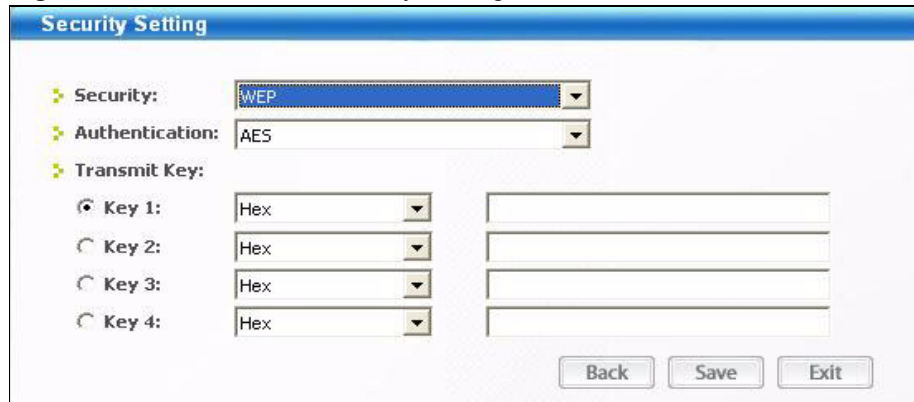 Security Setting
Security: WEP
Authentication: AES
Transmit Key:
Key 1: Hex
Key 2: Hex
Key 3: Hex
Key 4: Hex
Back Save Exit